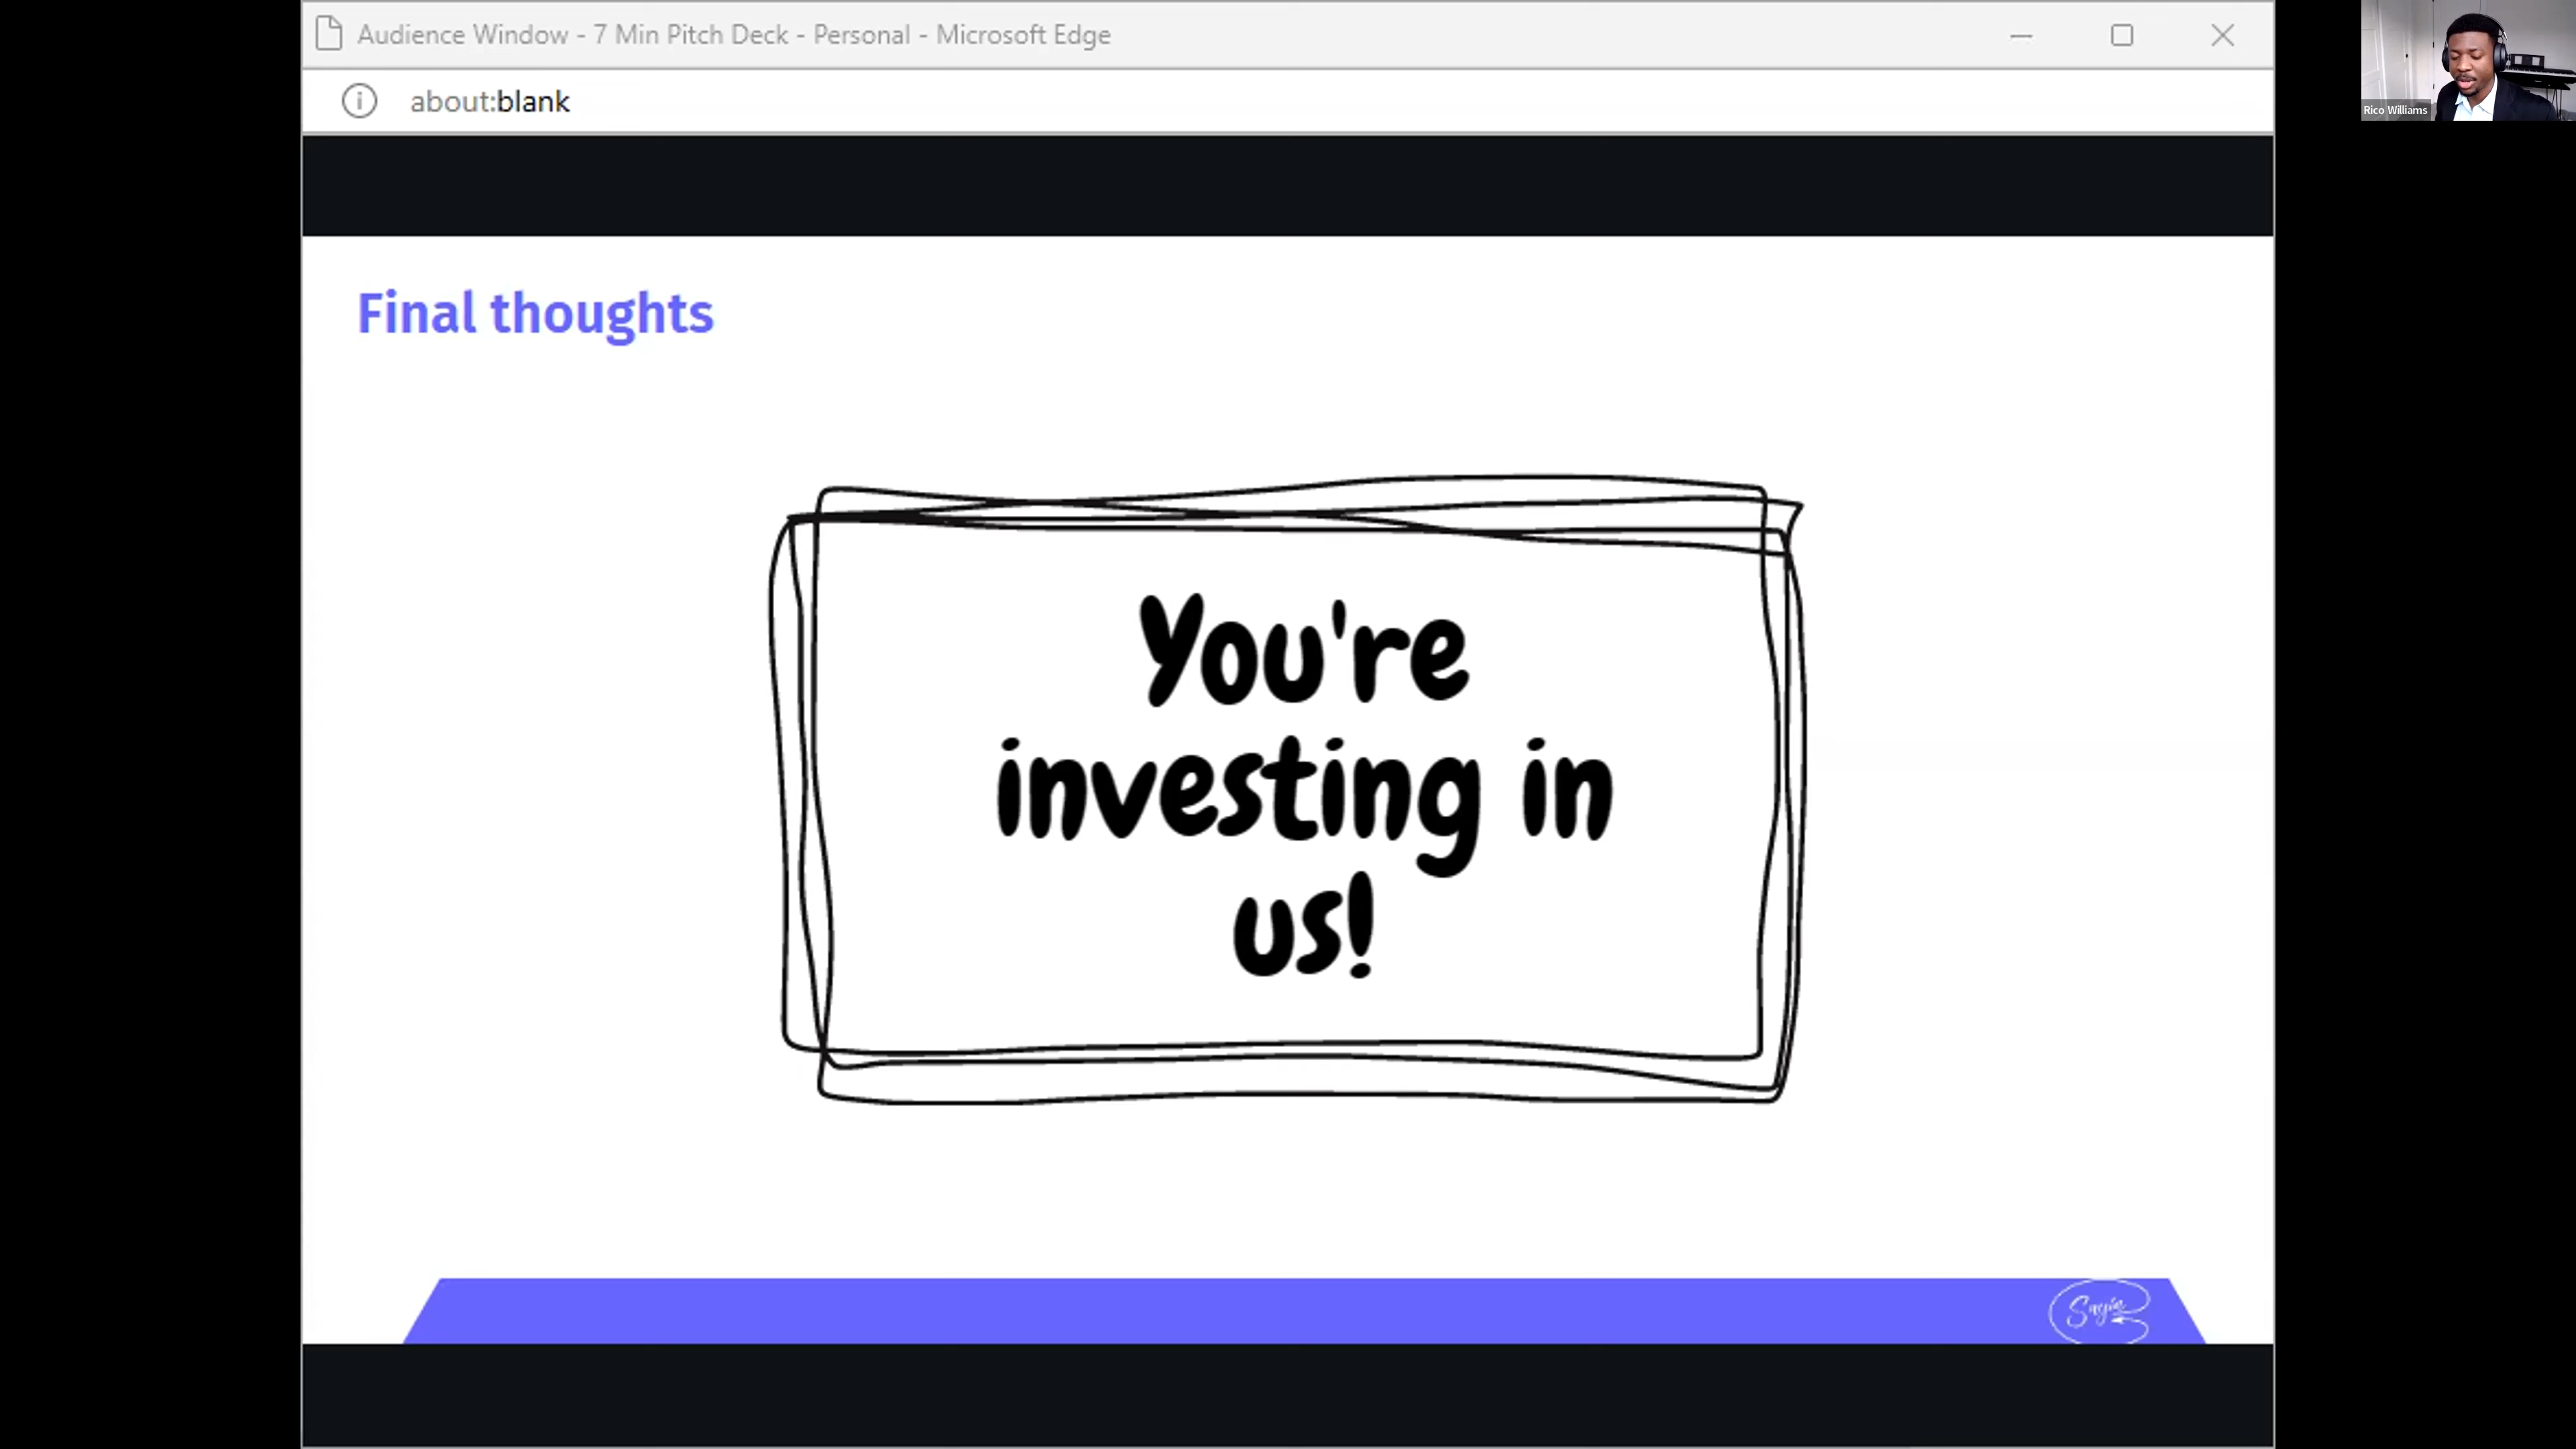 Audience Window - 7 Min Pitch Deck - Personal - Microsoft Edge
about:blank
Rico Williams
Final thoughts
You're
investing in
us!